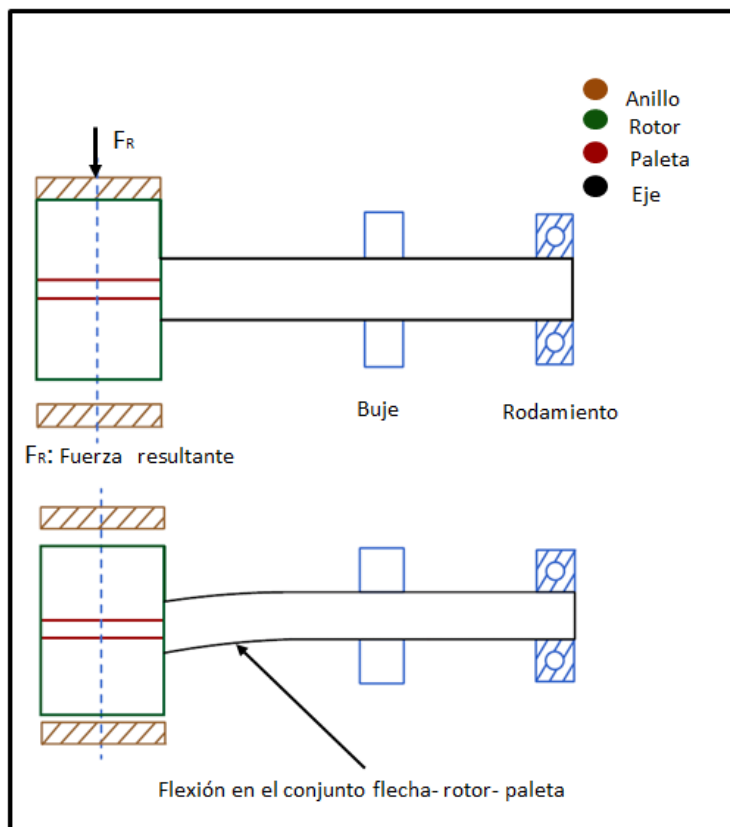 Anillo
Rotor
Paleta
Eje
FR
Buje
Rodamiento
FR: Fuerza resultante
Flexión en el conjunto flecha- rotor- paleta